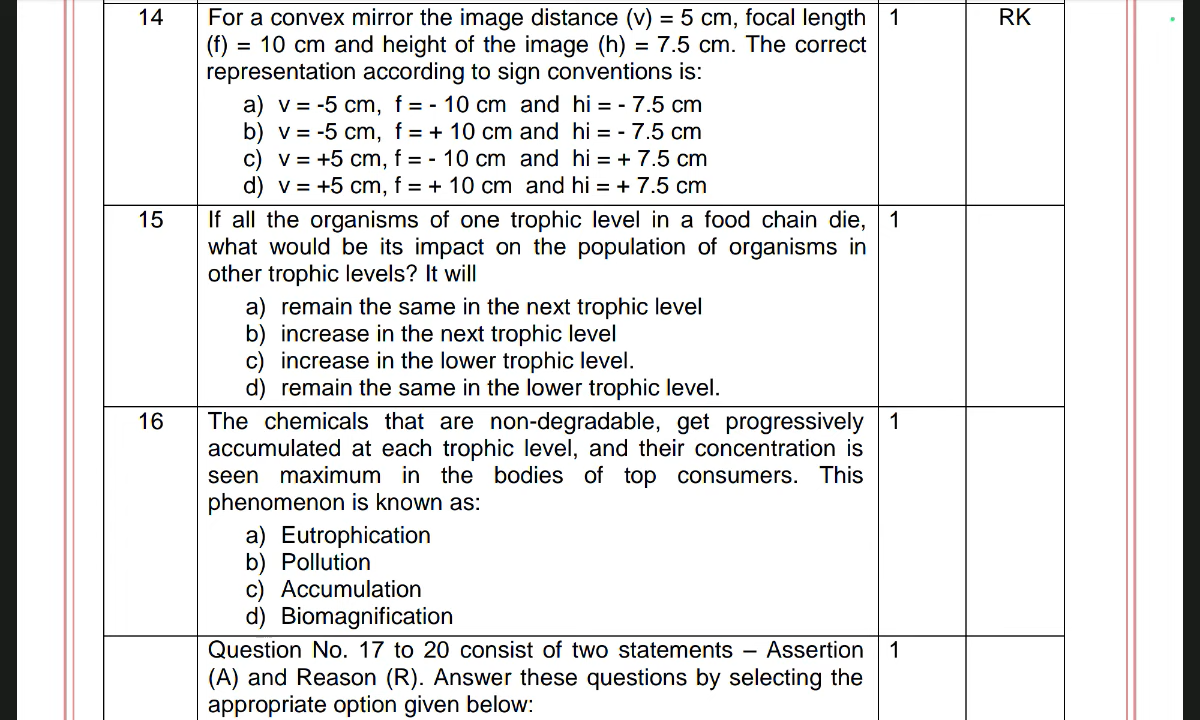 14 For a convex mirror the image distance (v) = 5 cm, focal length 1 RK
(f) = 10 cm and height of the image (h) = 7.5 cm. The correct
representation according to sign conventions is:
a) v = -5 cm, f = - 10 cm and hi = - 7.5 cm
b) v = -5 cm, f = + 10 cm and hi = - 7.5 cm
c) v = +5 cm, f = - 10 cm and hi = + 7.5 cm
d) v = +5 cm, f = + 10 cm and hi = + 7.5 cm
15 If all the organisms of one trophic level in a food chain die, 1
what would be its impact on the population of organisms in
other trophic levels? It will
a) remain the same in the next trophic level
b) increase in the next trophic level
c) increase in the lower trophic level.
d) remain the same in the lower trophic level.
16 The chemicals that are non-degradable, get progressively 1
accumulated at each trophic level, and their concentration is
seen maximum in the bodies of top consumers. This
phenomenon is known as:
a) Eutrophication
b) Pollution
c) Accumulation
d) Biomagnification
Question No. 17 to 20 consist of two statements – Assertion 1
(A) and Reason (R). Answer these questions by selecting the
appropriate option given below: